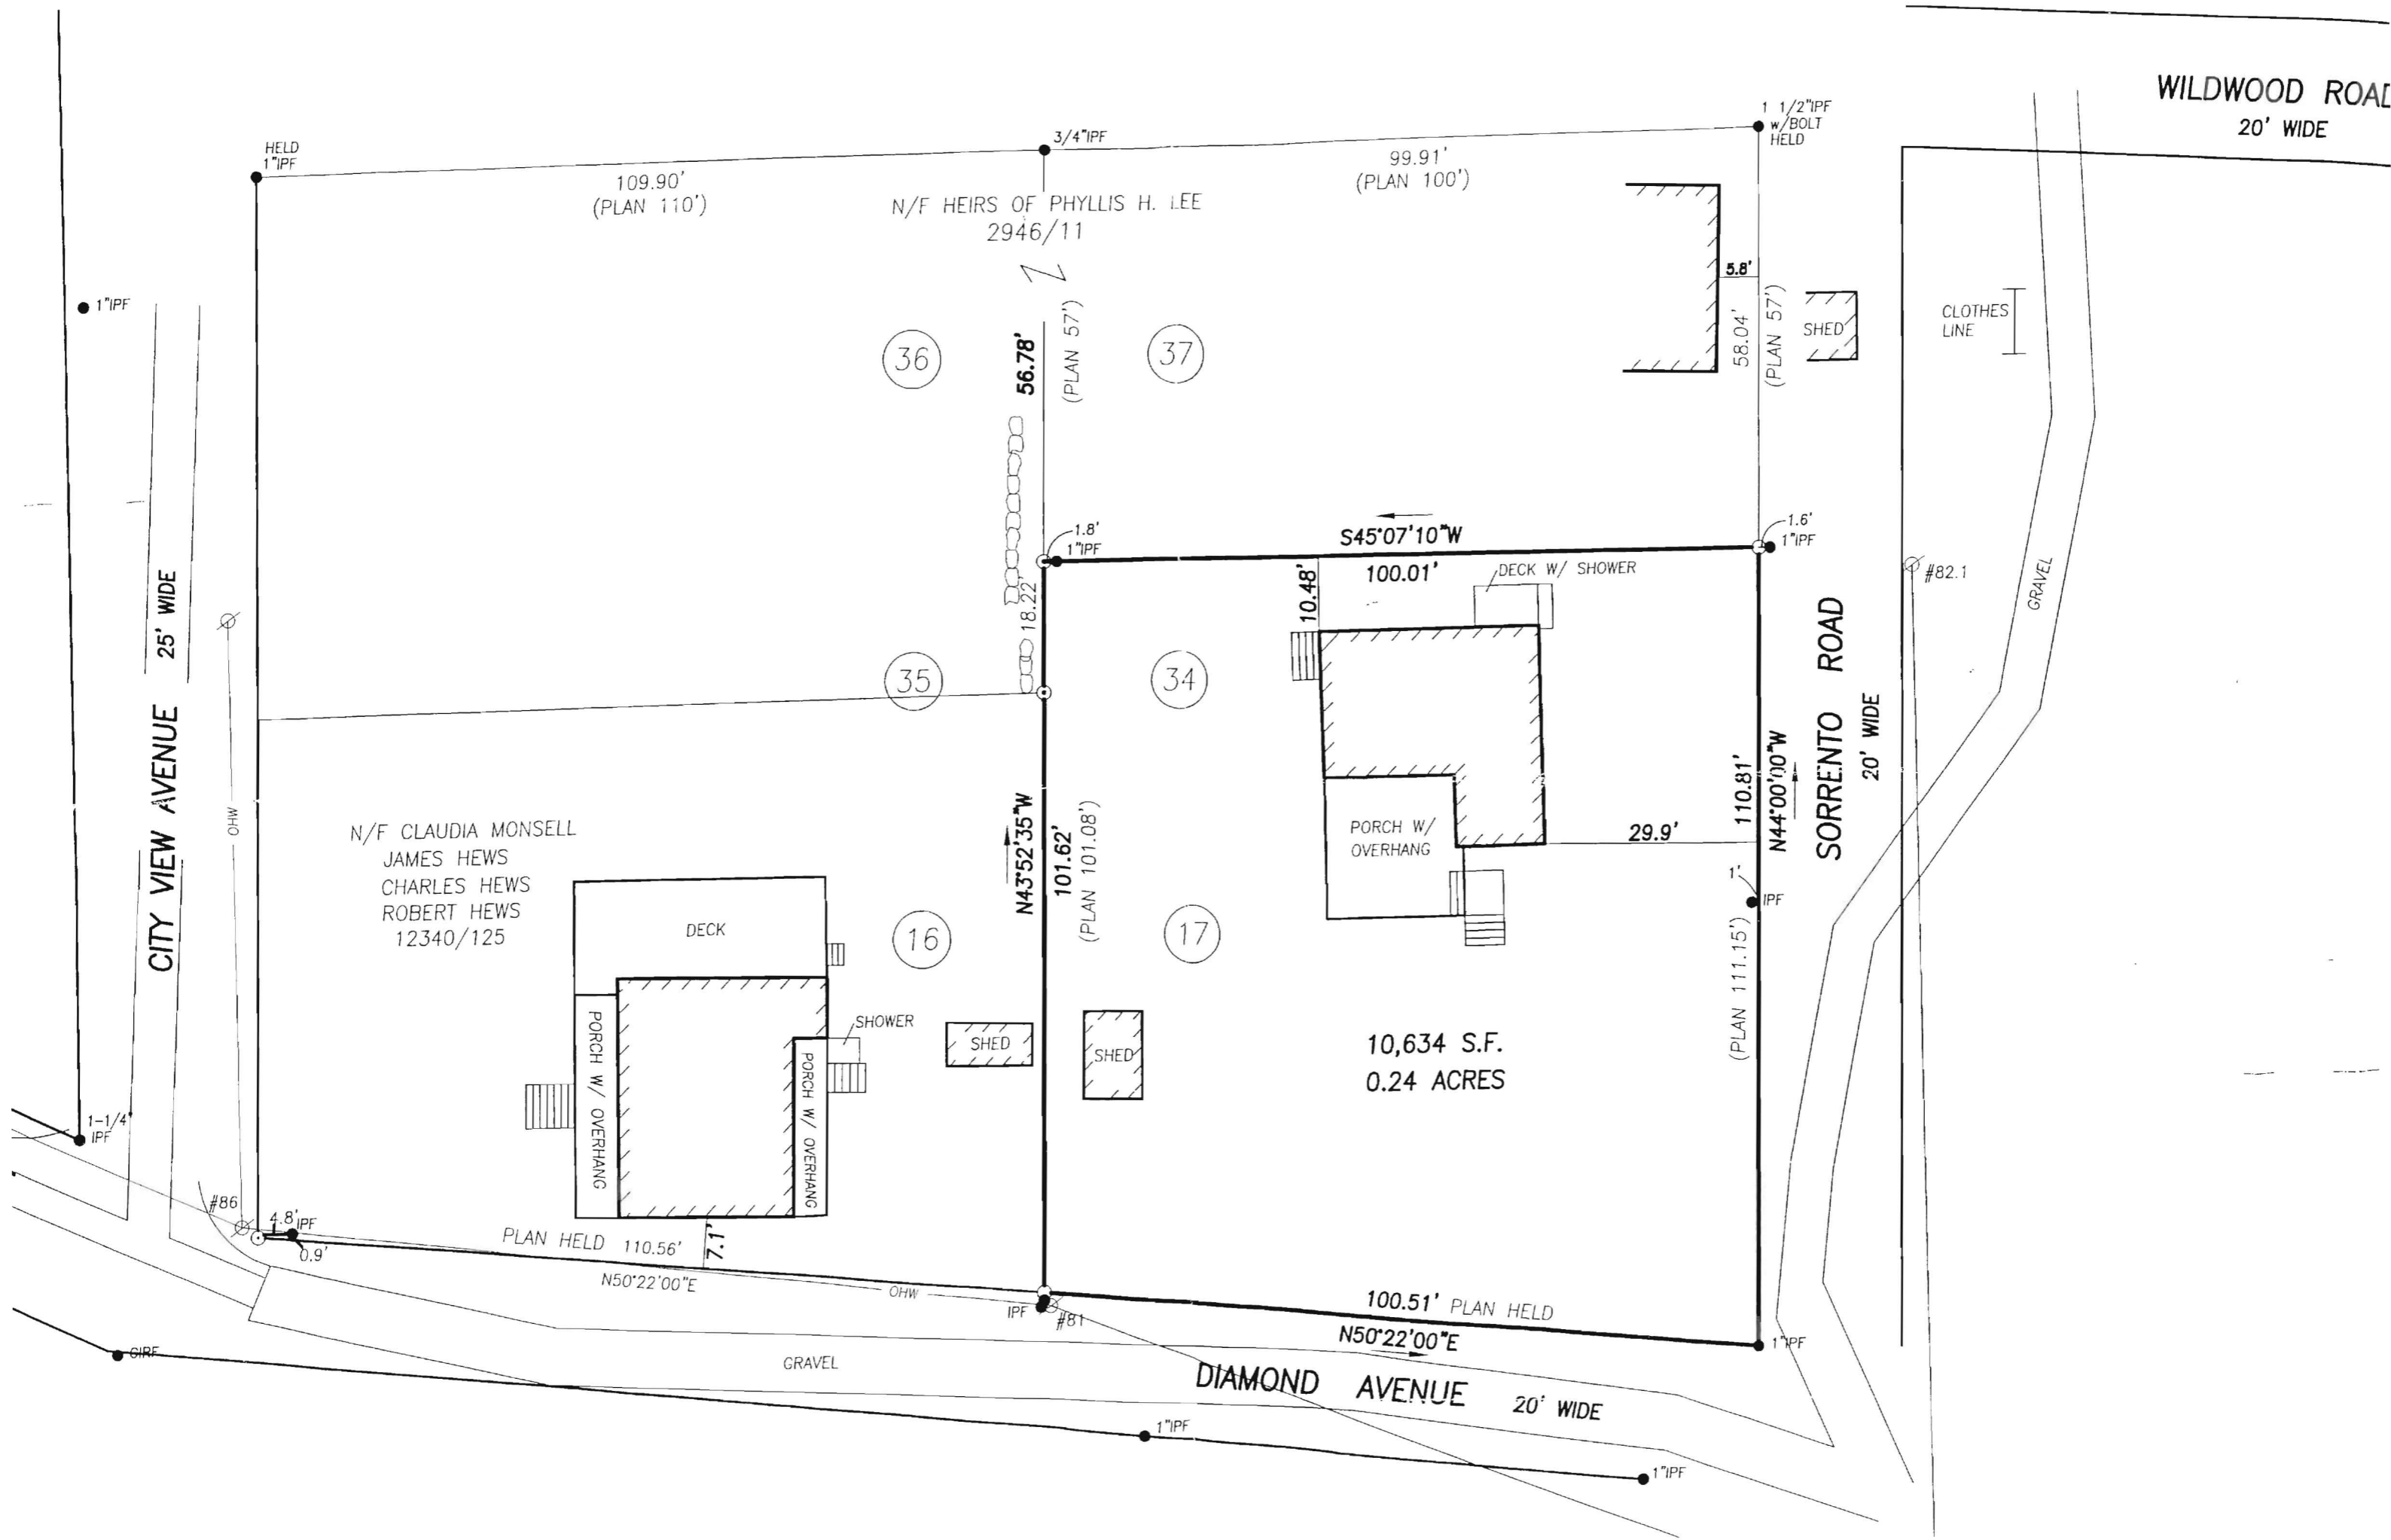 WILDWOOD ROAD
20' WIDE
1 1/2"IPF
w/BOLT
HELD
3/4"IPF
HELD
1"IPF
109.90'
(PLAN 110')
99.91'
(PLAN 100')
N/F HEIRS OF PHYLLIS H. LEE
2946/11
1"IPF
5.8'
58.04'
(PLAN 57')
SHED
CLOTHES
LINE
36
56.78'
(PLAN 57')
37
S45°07'10"W
100.01'
1.8'
1"IPF
1.6'
1"IPF
10.48'
DECK W/ SHOWER
#82.1
GRAVEL
CITY VIEW AVENUE 25' WIDE
OHW
18.22'
35
34
SORRENTO ROAD
20' WIDE
110.81'
N44°00'00"W
(PLAN 111.15')
N43°52'35"W
101.62'
(PLAN 101.08')
PORCH W/
OVERHANG
29.9'
1'
IPF
N/F CLAUDIA MONSELL
JAMES HEWS
CHARLES HEWS
ROBERT HEWS
12340/125
DECK
16
17
PORCH W/ OVERHANG
SHOWER
PORCH W/ OVERHANG
SHED
SHED
10,634 S.F.
0.24 ACRES
1-1/4"
IPF
#86
4.8'
IPF
0.9'
PLAN HELD 110.56'
7.1'
N50°22'00"E
OHW
IPF
#81
100.51' PLAN HELD
N50°22'00"E
1"IPF
GIRF
GRAVEL
DIAMOND AVENUE 20' WIDE
1"IPF
1"IPF